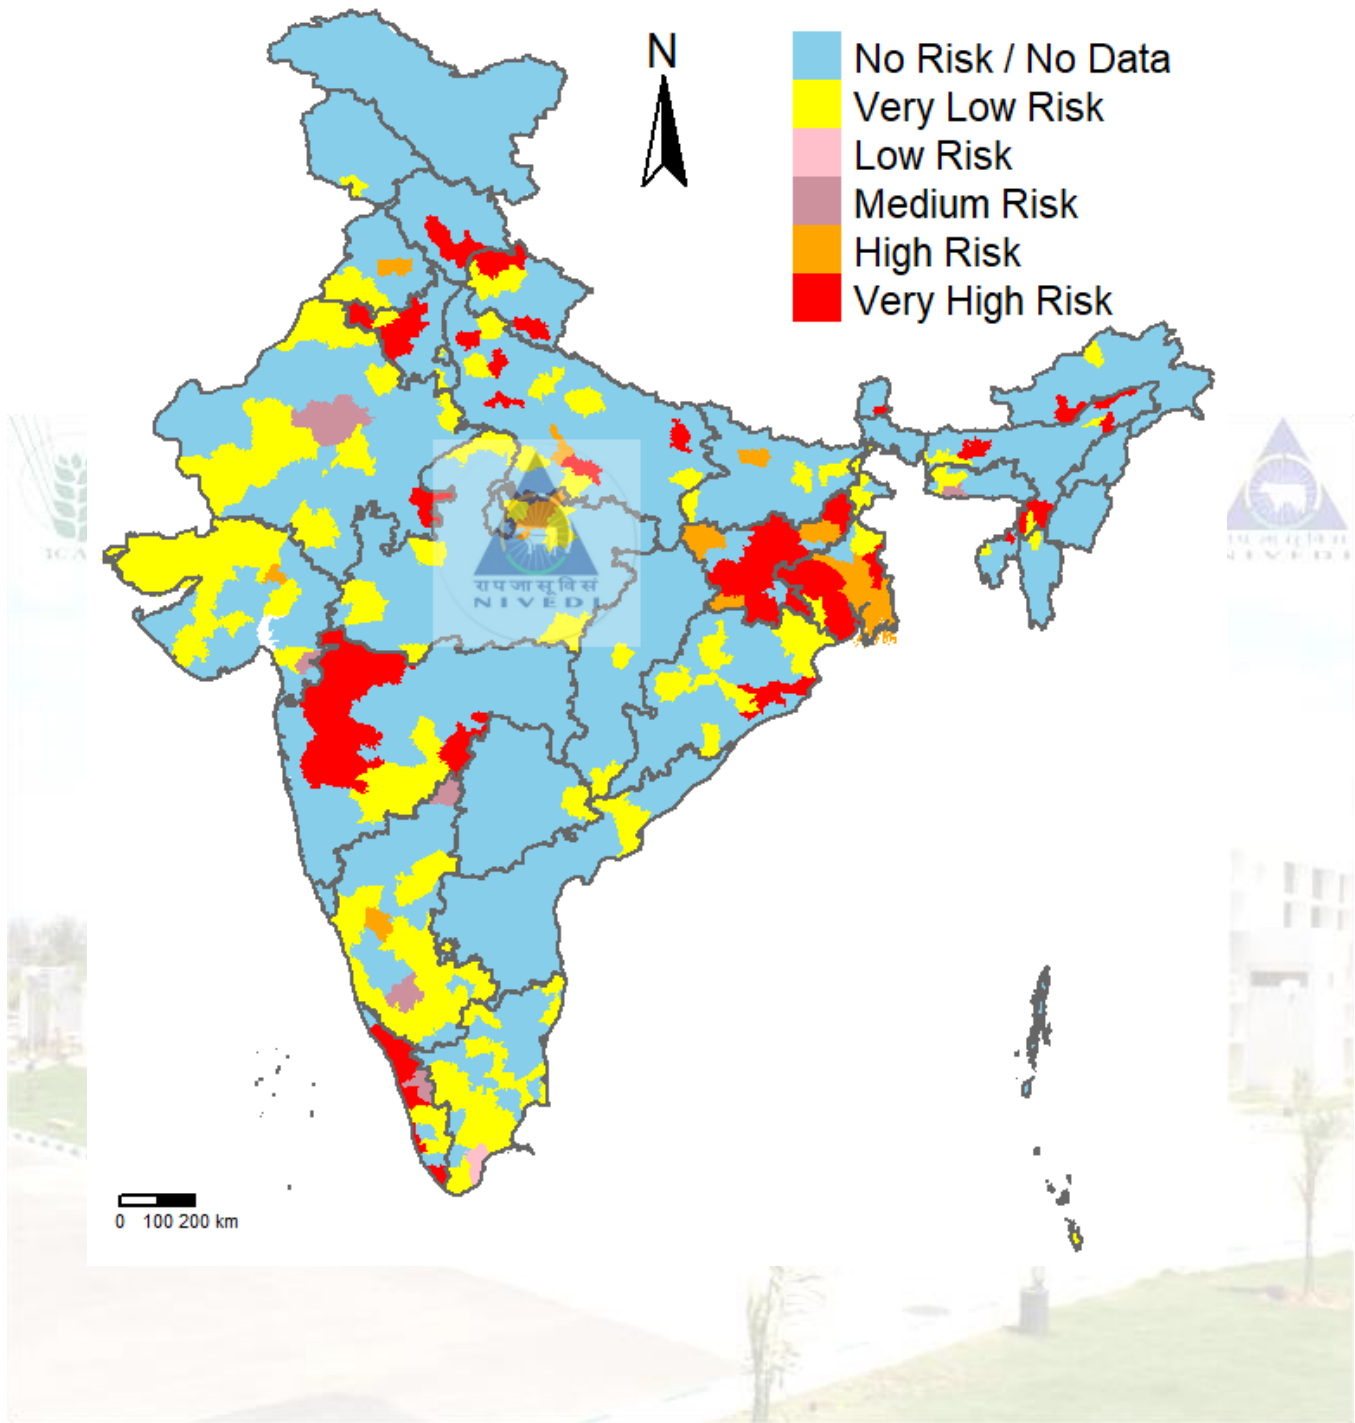 N
No Risk / No Data
Very Low Risk
Low Risk
Medium Risk
High Risk
Very High Risk
राप जा सू वि सं
NIVEDI
NIVEDI
0 100 200 km